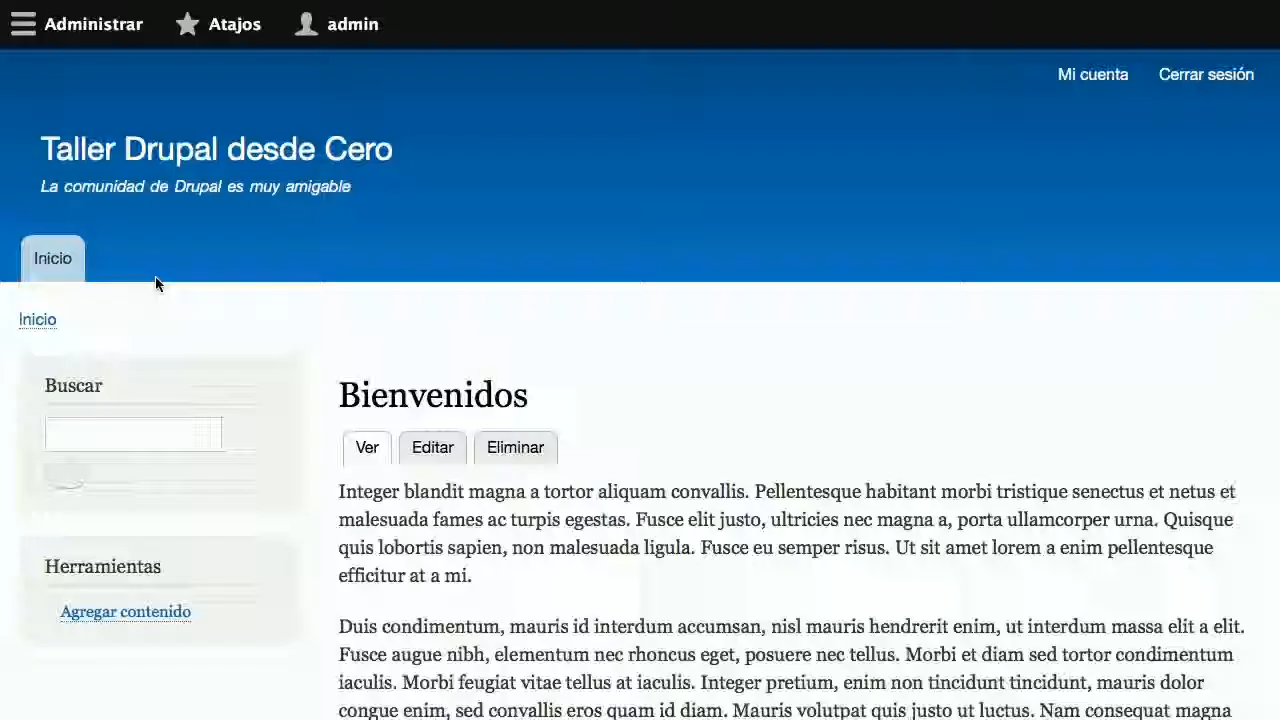 Administrar Atajos admin
Mi cuenta Cerrar sesión
Taller Drupal desde Cero
La comunidad de Drupal es muy amigable
Inicio
Inicio
Buscar
Herramientas
Agregar contenido
Bienvenidos
Ver Editar Eliminar
Integer blandit magna a tortor aliquam convallis. Pellentesque habitant morbi tristique senectus et netus et
malesuada fames ac turpis egestas. Fusce elit justo, ultricies nec magna a, porta ullamcorper urna. Quisque
quis lobortis sapien, non malesuada ligula. Fusce eu semper risus. Ut sit amet lorem a enim pellentesque
efficitur at a mi.
Duis condimentum, mauris id interdum accumsan, nisl mauris hendrerit enim, ut interdum massa elit a elit.
Fusce augue nibh, elementum nec rhoncus eget, posuere nec tellus. Morbi et diam sed tortor condimentum
iaculis. Morbi feugiat vitae tellus at iaculis. Integer pretium, enim non tincidunt tincidunt, mauris dolor
congue enim, sed convallis eros quam id diam. Mauris volutpat quis justo ut luctus. Nam consequat magna